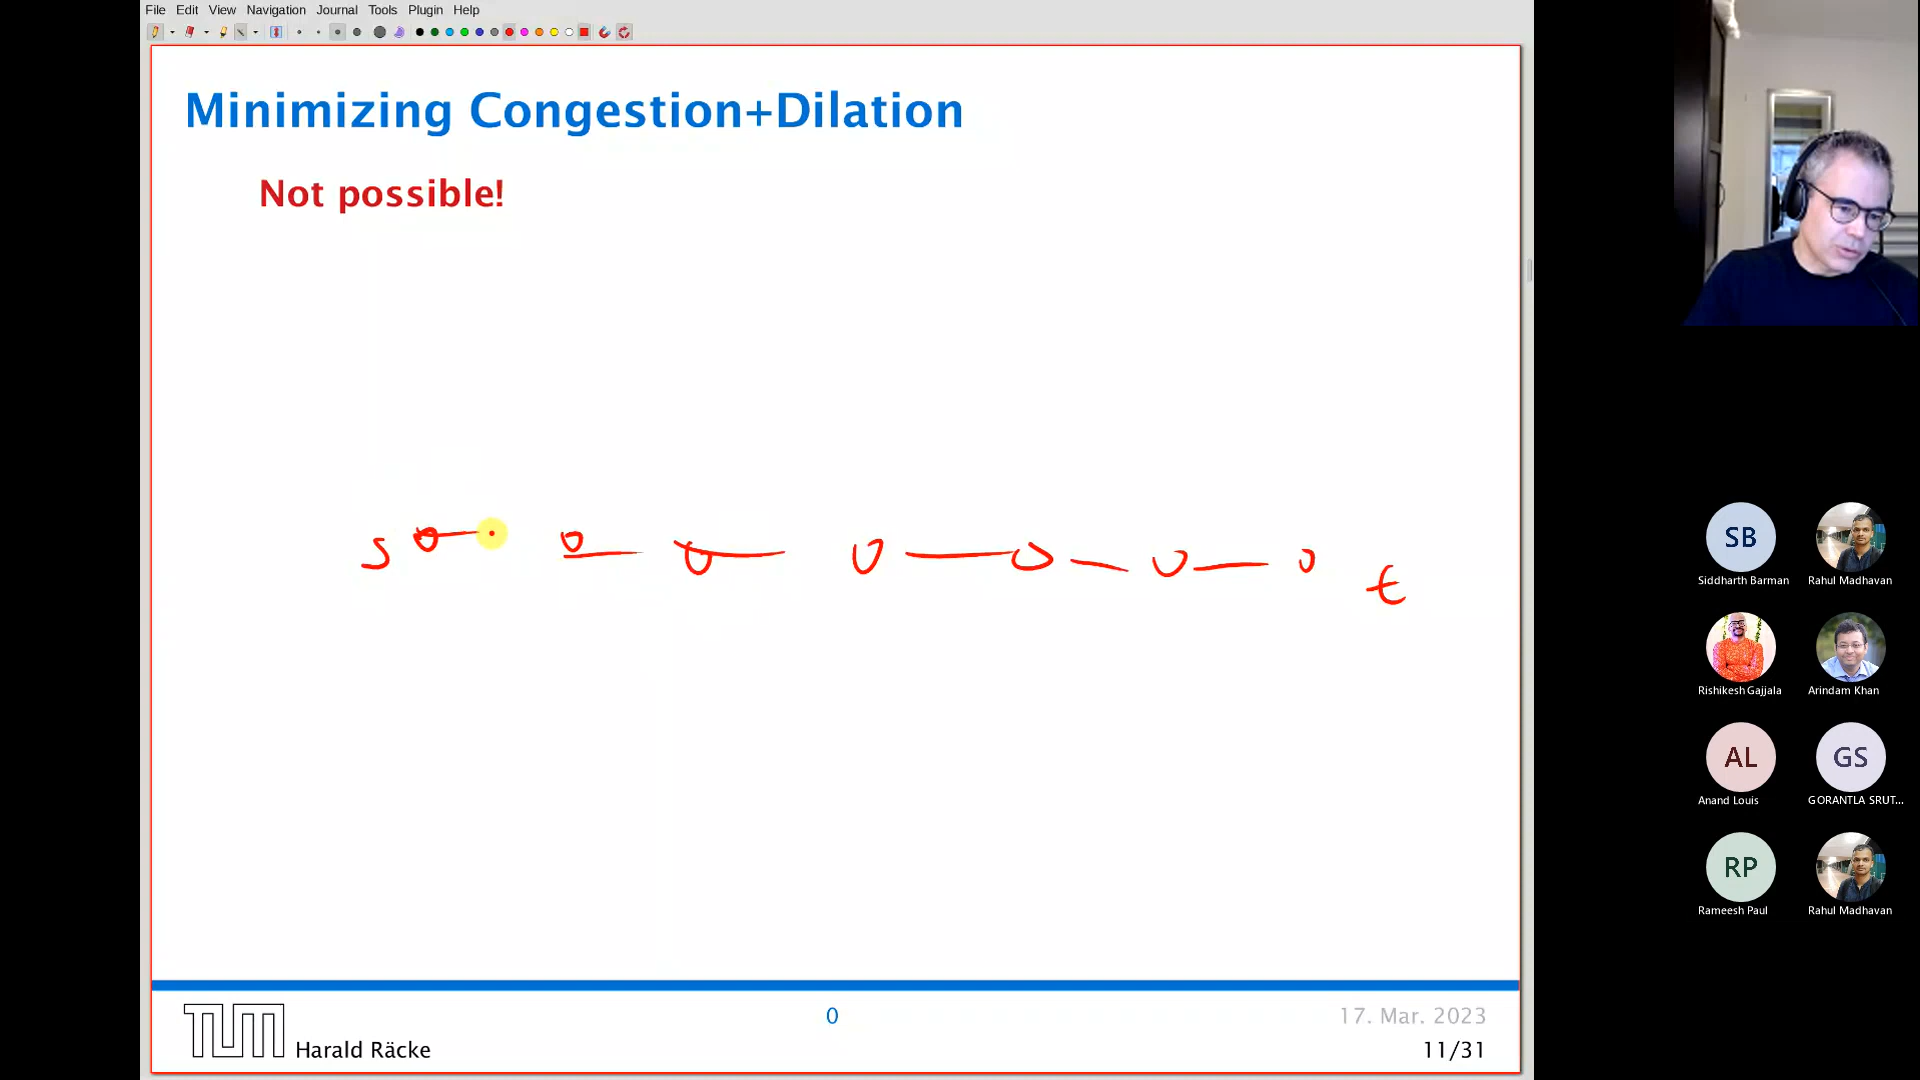 File Edit View Navigation Journal Tools Plugin Help
Minimizing Congestion+Dilation
Not possible!
s
t
SB
Siddharth Barman
Rahul Madhavan
Rishikesh Gajjala
Arindam Khan
AL
Anand Louis
GS
GORANTLA SRUT...
RP
Rameesh Paul
Rahul Madhavan
0
17. Mar. 2023
TUM
Harald Räcke
11/31